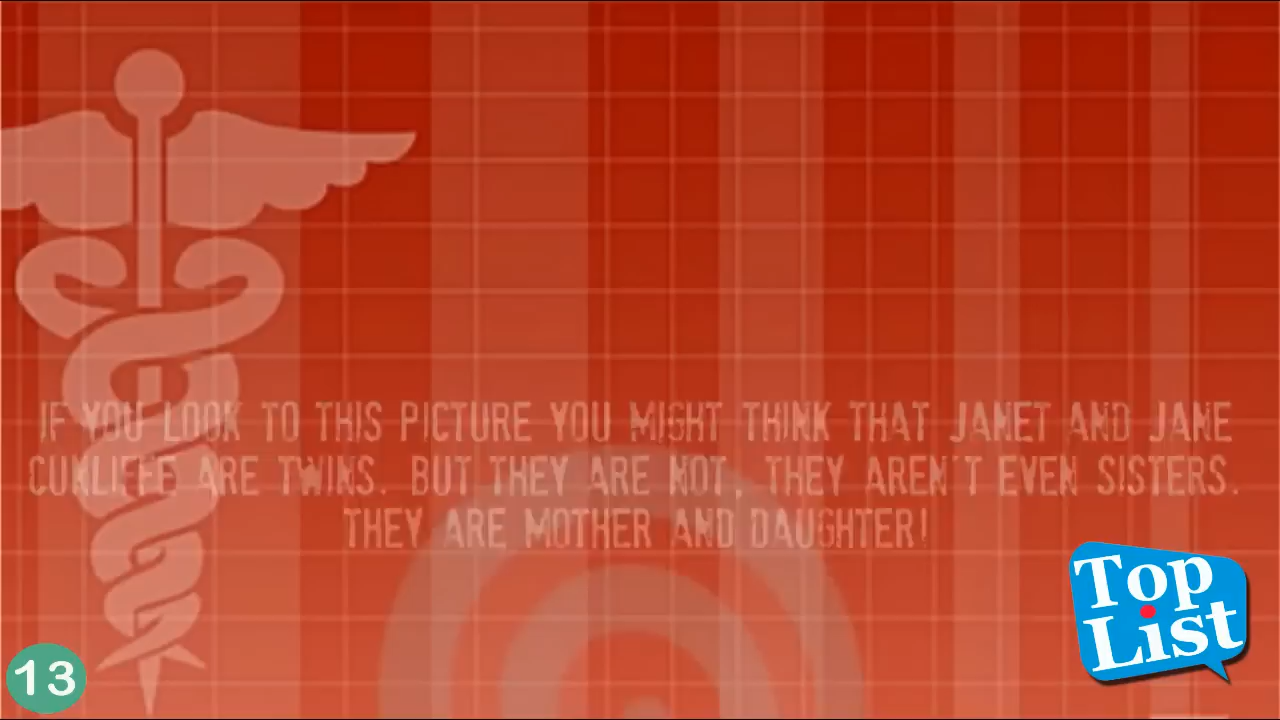 IF YOU LOOK TO THIS PICTURE YOU MIGHT THINK THAT JANET AND JANE
CUNLIFFE ARE TWINS. BUT THEY ARE NOT, THEY AREN'T EVEN SISTERS.
THEY ARE MOTHER AND DAUGHTER!
Top
List
13